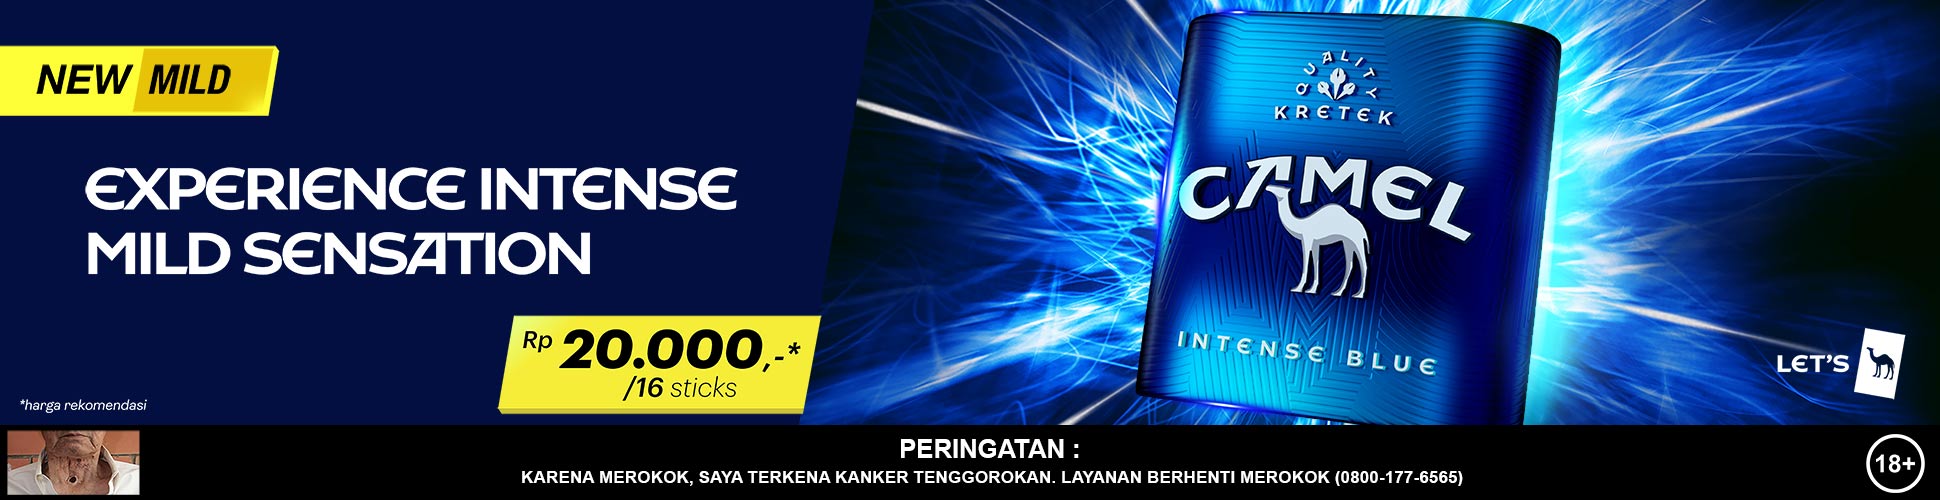 NEW MILD
EXPERIENCE INTENSE
MILD SENSATION
Rp 20.000,-*
/16 sticks
*harga rekomendasi
QUALITY
KRETEK
CAMEL
INTENSE BLUE
LET'S
PERINGATAN :
KARENA MEROKOK, SAYA TERKENA KANKER TENGGOROKAN. LAYANAN BERHENTI MEROKOK (0800-177-6565)
18+